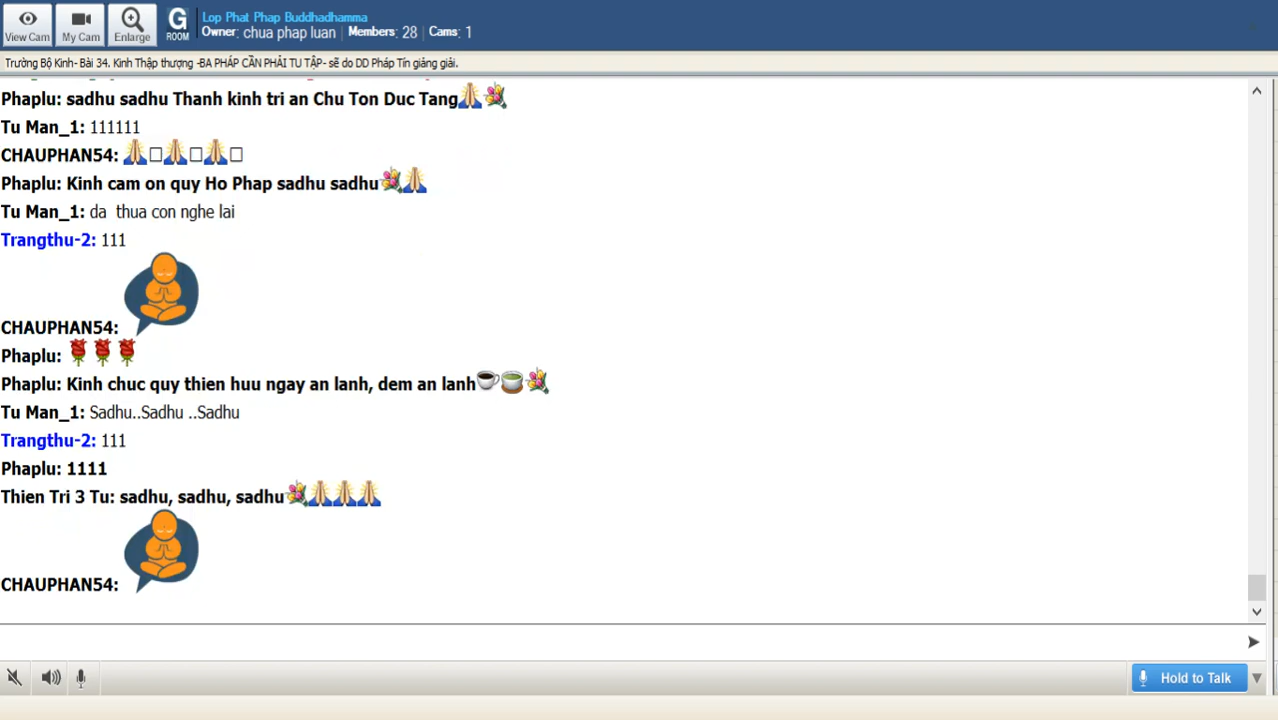 View Cam
My Cam
Enlarge
G
ROOM
Lop Phat Phap Buddhadhamma
Owner: chua phap luan | Members: 28 | Cams: 1
Trường Bộ Kinh- Bài 34. Kinh Thập thượng -BA PHÁP CẦN PHẢI TU TẬP- sẽ do DD Pháp Tín giảng giải.
Phaplu: sadhu sadhu Thanh kinh tri an Chu Ton Duc Tang🙏💐
Tu Man_1: 111111
CHAUPHAN54: 🙏□🙏□🙏□
Phaplu: Kinh cam on quy Ho Phap sadhu sadhu💐🙏
Tu Man_1: da thua con nghe lai
Trangthu-2: 111
CHAUPHAN54:
Phaplu: 🌹🌹🌹
Phaplu: Kinh chuc quy thien huu ngay an lanh, dem an lanh☕🍵💐
Tu Man_1: Sadhu..Sadhu ..Sadhu
Trangthu-2: 111
Phaplu: 1111
Thien Tri 3 Tu: sadhu, sadhu, sadhu💐🙏🙏🙏
CHAUPHAN54:
Hold to Talk